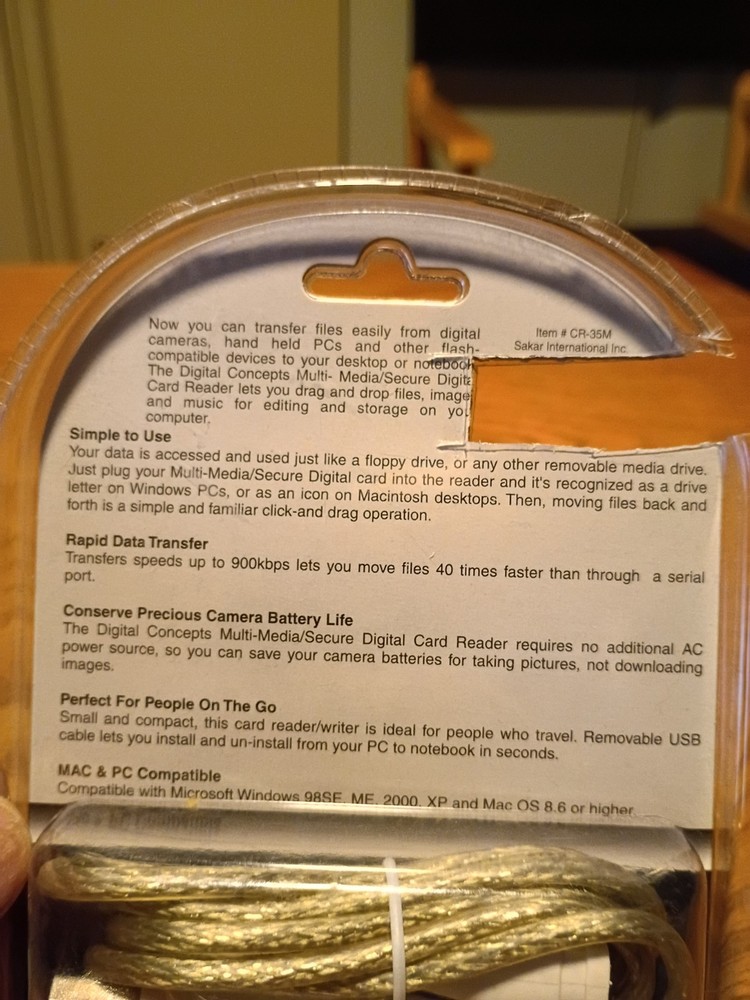 Now you can transfer files easily from digital
cameras, hand held PCs and other flash-
compatible devices to your desktop or notebook
The Digital Concepts Multi- Media/Secure Digita
Card Reader lets you drag and drop files, image
and music for editing and storage on yo
computer.
Item # CR-35M
Sakar International Inc
Simple to Use
Your data is accessed and used just like a floppy drive, or any other removable media drive.
Just plug your Multi-Media/Secure Digital card into the reader and it's recognized as a drive
letter on Windows PCs, or as an icon on Macintosh desktops. Then, moving files back and
forth is a simple and familiar click-and drag operation.
Rapid Data Transfer
Transfers speeds up to 900kbps lets you move files 40 times faster than through a serial
port.
Conserve Precious Camera Battery Life
The Digital Concepts Multi-Media/Secure Digital Card Reader requires no additional AC
power source, so you can save your camera batteries for taking pictures, not downloading
images.
Perfect For People On The Go
Small and compact, this card reader/writer is ideal for people who travel. Removable USB
cable lets you install and un-install from your PC to notebook in seconds.
MAC & PC Compatible
Compatible with Microsoft Windows 98SE, ME, 2000, XP and Mac OS 8.6 or higher